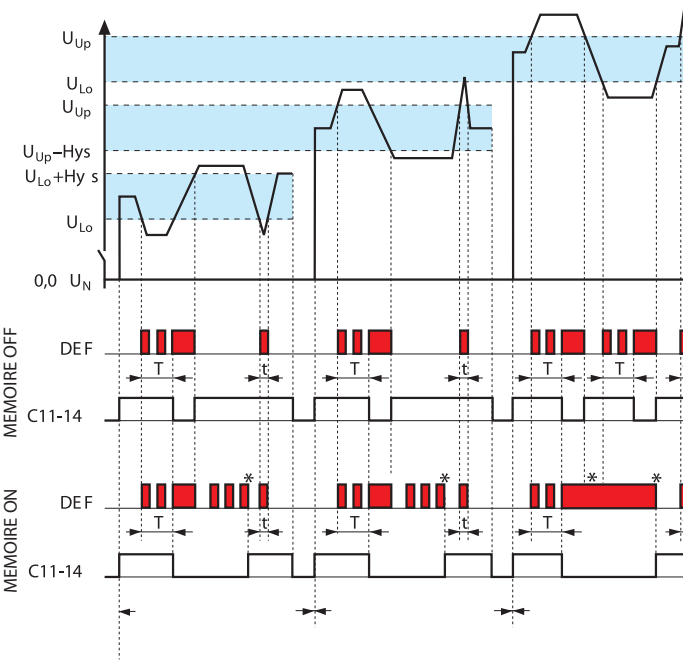 U_Up
U_Lo
U_Up
U_Up–Hys
U_Lo+Hy s
U_Lo
0,0 U_N
MEMOIRE OFF
DEF
T t T t T T
C11-14
MEMOIRE ON
* * * *
DEF
T t T t T
C11-14